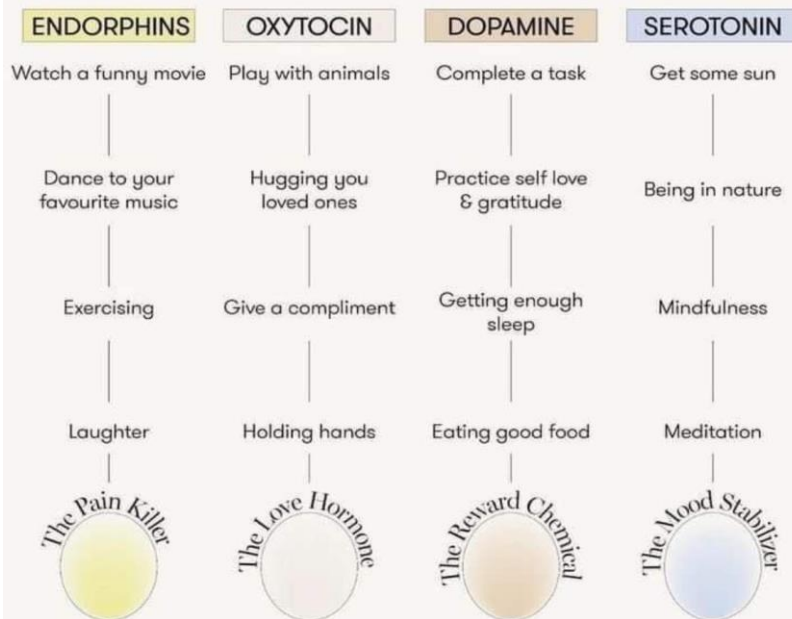 ENDORPHINS
Watch a funny movie
Dance to your
favourite music
Exercising
Laughter
The Pain Killer
OXYTOCIN
Play with animals
Hugging you
loved ones
Give a compliment
Holding hands
The Love Hormone
DOPAMINE
Complete a task
Practice self love
& gratitude
Getting enough
sleep
Eating good food
The Reward Chemical
SEROTONIN
Get some sun
Being in nature
Mindfulness
Meditation
The Mood Stabilizer